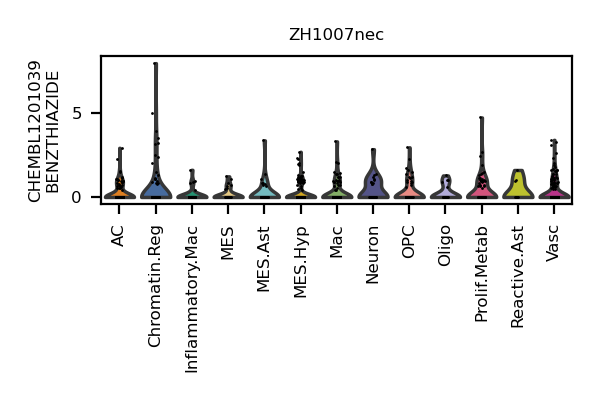 ZH1007nec
CHEMBL1201039
BENZTHIAZIDE
5
0
AC
Chromatin.Reg
Inflammatory.Mac
MES
MES.Ast
MES.Hyp
Mac
Neuron
OPC
Oligo
Prolif.Metab
Reactive.Ast
Vasc